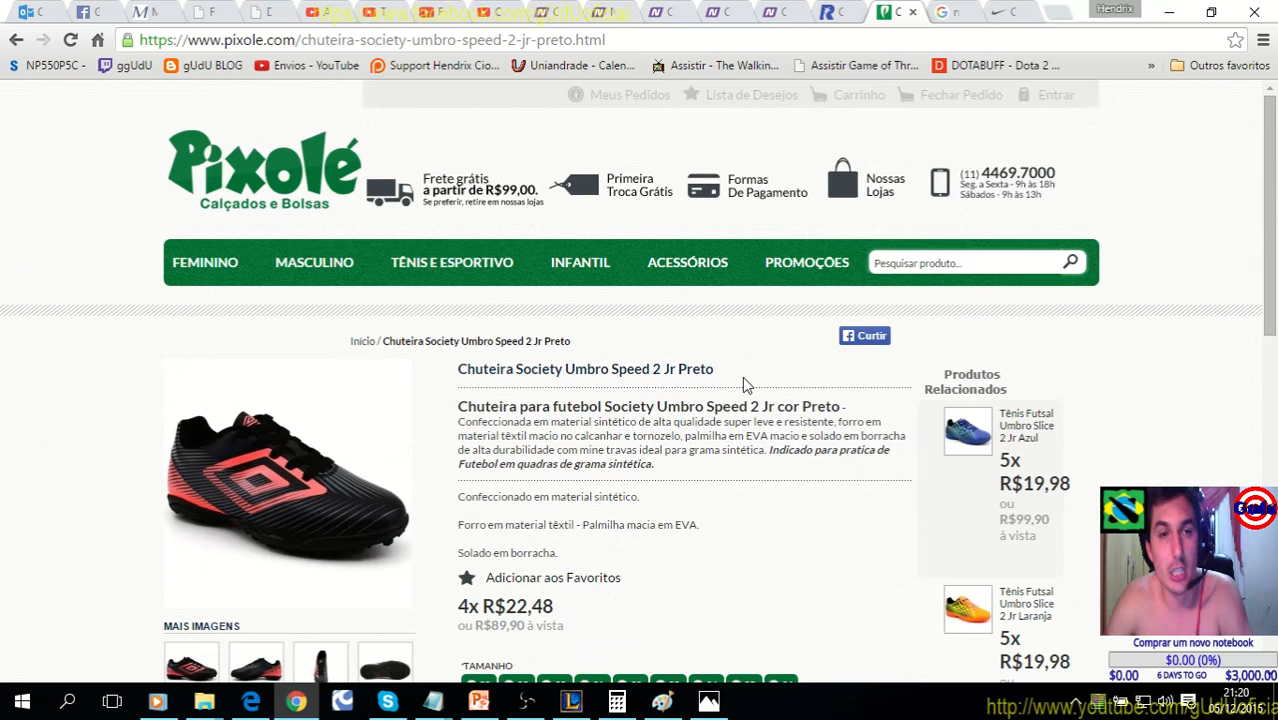 Hendrix
https://www.pixole.com/chuteira-society-umbro-speed-2-jr-preto.html
NP550P5C -
ggUdU
gUdU BLOG
Envios - YouTube
Support Hendrix Cio...
Uniandrade - Calen...
Assistir - The Walkin...
Assistir Game of Thr...
DOTABUFF - Dota 2 ...
»
Outros favoritos
Meus Pedidos
Lista de Desejos
Carrinho
Fechar Pedido
Entrar
Pixolé
Calçados e Bolsas
Frete grátis
a partir de R$99,00.
Se preferir, retire em nossas lojas
Primeira
Troca Grátis
Formas
De Pagamento
Nossas
Lojas
(11) 4469.7000
Seg. a Sexta - 9h às 18h
Sábados - 9h às 13h
FEMININO
MASCULINO
TÊNIS E ESPORTIVO
INFANTIL
ACESSÓRIOS
PROMOÇÕES
Pesquisar produto...
Início / Chuteira Society Umbro Speed 2 Jr Preto
Curtir
Chuteira Society Umbro Speed 2 Jr Preto
Chuteira para futebol Society Umbro Speed 2 Jr cor Preto -
Confeccionada em material sintético de alta qualidade super leve e resistente, forro em
material têxtil macio no calcanhar e tornozelo, palmilha em EVA macio e solado em borracha
de alta durabilidade com mine travas ideal para grama sintética. Indicado para pratica de
Futebol em quadras de grama sintética.
Confeccionado em material sintético.
Forro em material têxtil - Palmilha macia em EVA.
Solado em borracha.
Adicionar aos Favoritos
4x R$22,48
ou R$89,90 à vista
*TAMANHO
MAIS IMAGENS
Produtos
Relacionados
Tênis Futsal
Umbro Slice
2 Jr Azul
5x
R$19,98
ou
R$99,90
à vista
Tênis Futsal
Umbro Slice
2 Jr Laranja
5x
R$19,98
Comprar um novo notebook
$0.00 (0%)
$0.00
6 DAYS TO GO
$3,000.00
21:20
05/12/2015